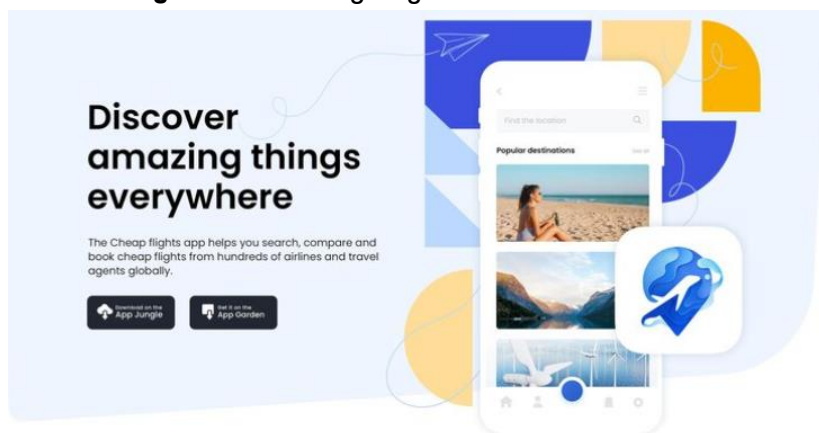 Discover
amazing things
everywhere
The Cheap flights app helps you search, compare and
book cheap flights from hundreds of airlines and travel
agents globally.
Download on the
App Jungle
Get it on the
App Garden
Find the location
Popular destinations
See all